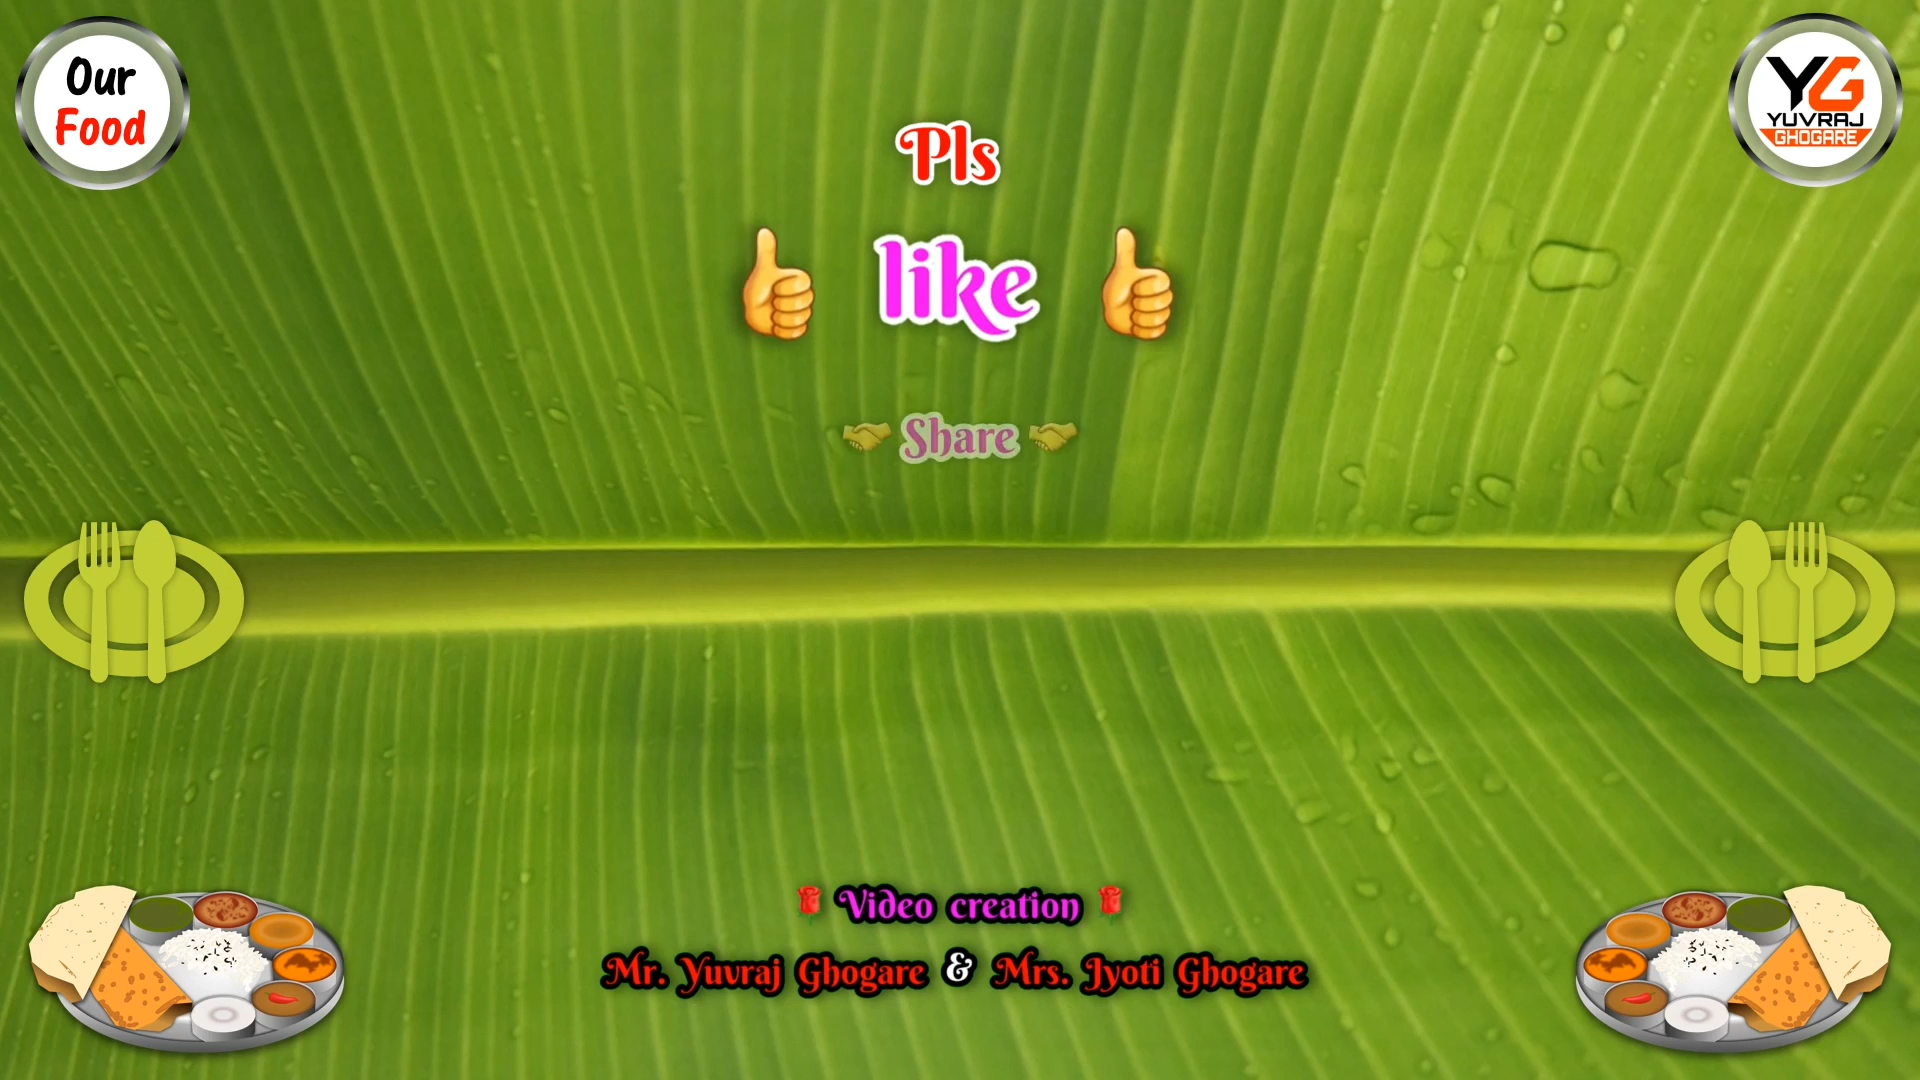 Our
Food
YG
YUVRAJ
GHOGARE
Pls
👍 like 👍
🤝 Share 🤝
🌹 Video creation 🌹
Mr. Yuvraj Ghogare & Mrs. Jyoti Ghogare